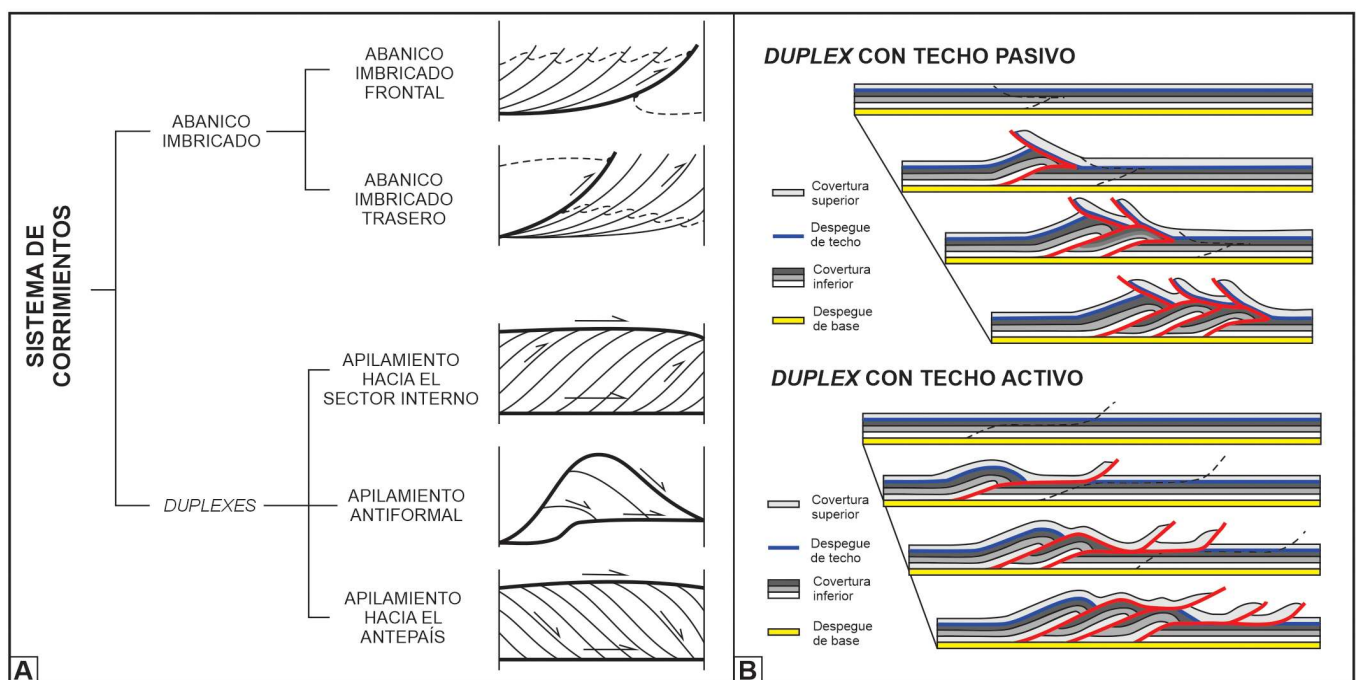 SISTEMA DE
CORRIMIENTOS
ABANICO
IMBRICADO
ABANICO
IMBRICADO
FRONTAL
ABANICO
IMBRICADO
TRASERO
DUPLEXES
APILAMIENTO
HACIA EL
SECTOR INTERNO
APILAMIENTO
ANTIFORMAL
APILAMIENTO
HACIA EL
ANTEPAÍS
A
DUPLEX CON TECHO PASIVO
Covertura
superior
Despegue
de techo
Covertura
inferior
Despegue
de base
DUPLEX CON TECHO ACTIVO
Covertura
superior
Despegue
de techo
Covertura
inferior
Despegue
de base
B